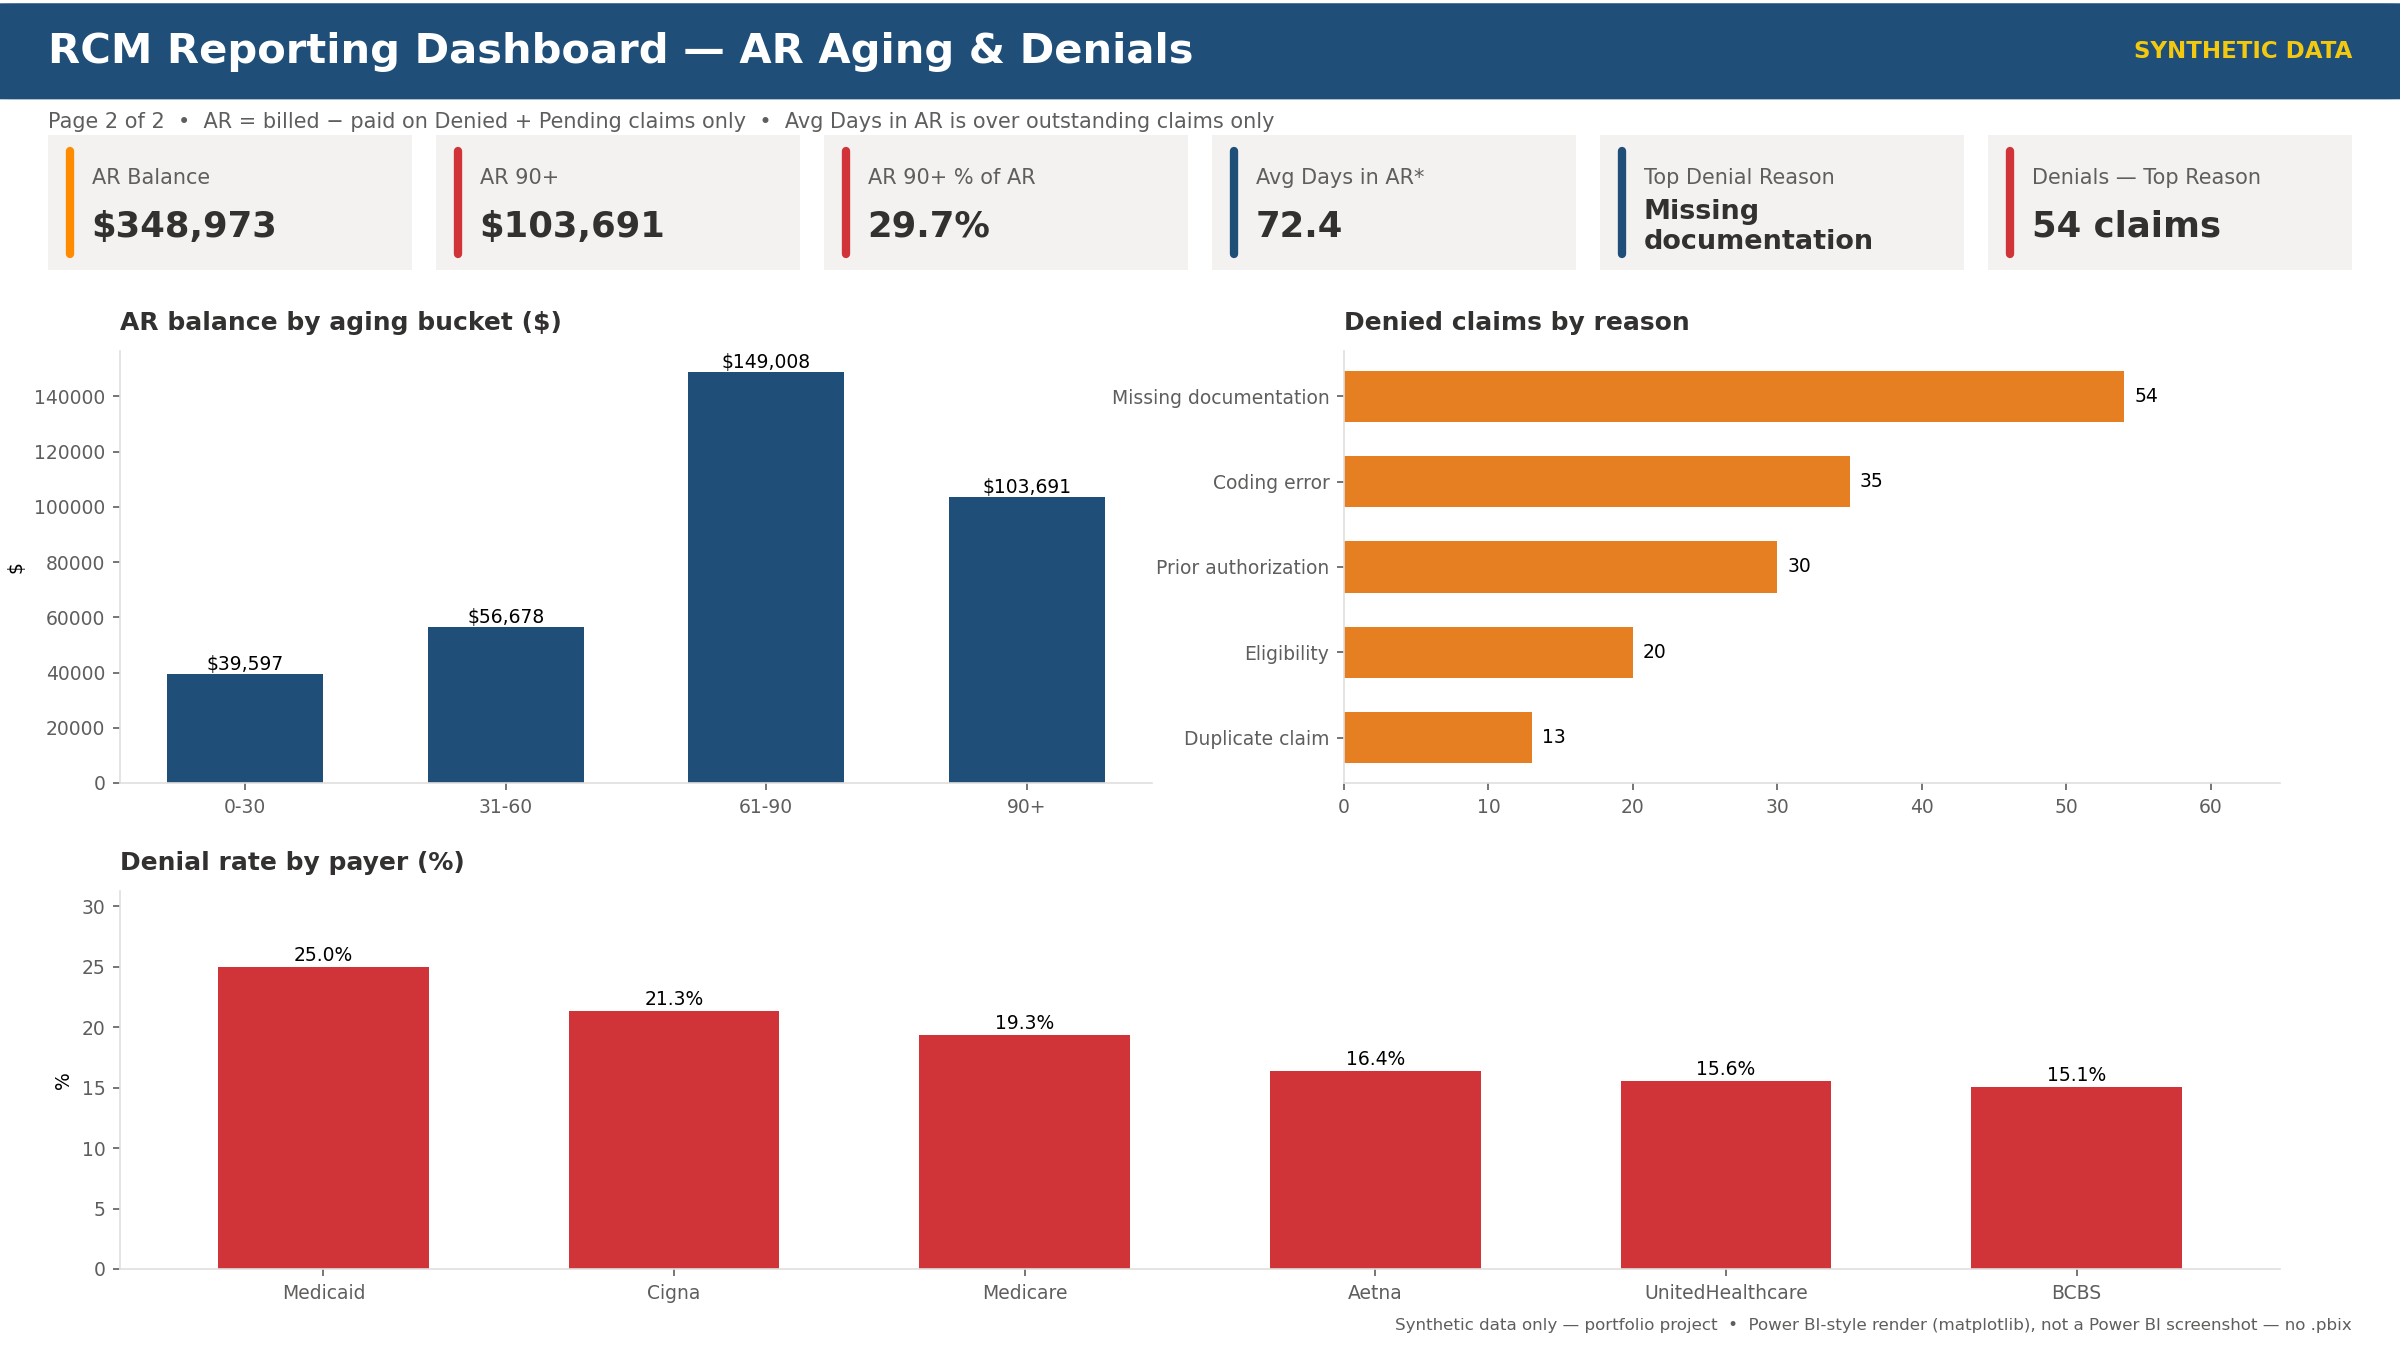 RCM Reporting Dashboard — AR Aging & Denials
SYNTHETIC DATA
Page 2 of 2 • AR = billed − paid on Denied + Pending claims only • Avg Days in AR is over outstanding claims only
AR Balance
$348,973
AR 90+
$103,691
AR 90+ % of AR
29.7%
Avg Days in AR*
72.4
Top Denial Reason
Missing
documentation
Denials — Top Reason
54 claims
AR balance by aging bucket ($)
$
140000
120000
100000
80000
60000
40000
20000
0
$39,597
$56,678
$149,008
$103,691
0-30
31-60
61-90
90+
Denied claims by reason
Missing documentation
54
Coding error
35
Prior authorization
30
Eligibility
20
Duplicate claim
13
0
10
20
30
40
50
60
Denial rate by payer (%)
%
30
25
20
15
10
5
0
25.0%
21.3%
19.3%
16.4%
15.6%
15.1%
Medicaid
Cigna
Medicare
Aetna
UnitedHealthcare
BCBS
Synthetic data only — portfolio project • Power BI-style render (matplotlib), not a Power BI screenshot — no .pbix